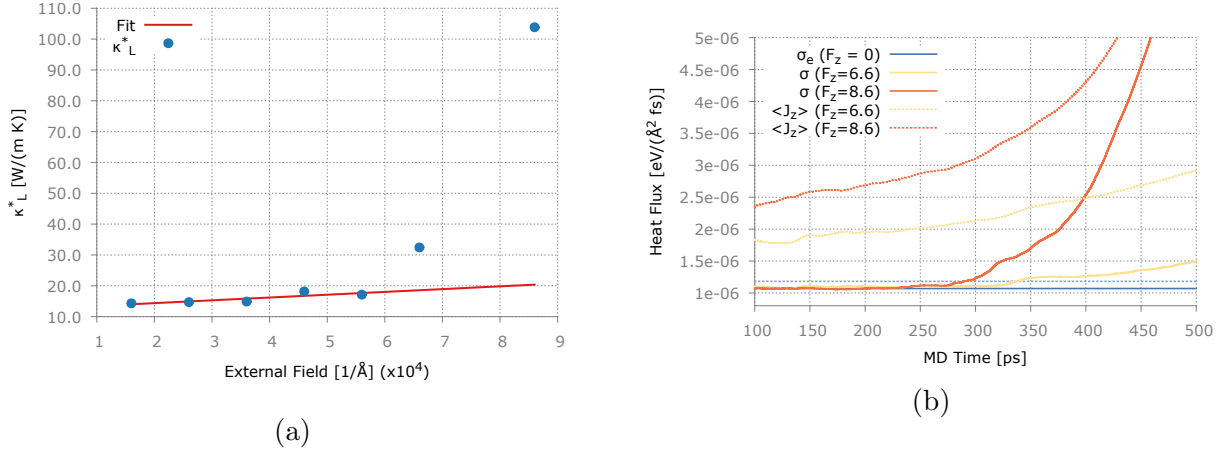 Fit
κ*L
110.0
100.0
90.0
80.0
70.0
60.0
50.0
40.0
30.0
20.0
10.0
κ*L [W/(m K)]
1 2 3 4 5 6 7 8 9
External Field [1/Å] (x10⁴)
(a)
σe (Fz = 0)
σ (Fz=6.6)
σ (Fz=8.6)
<Jz> (Fz=6.6)
<Jz> (Fz=8.6)
5e-06
4.5e-06
4e-06
3.5e-06
3e-06
2.5e-06
2e-06
1.5e-06
1e-06
Heat Flux [eV/(Å² fs)]
100 150 200 250 300 350 400 450 500
MD Time [ps]
(b)